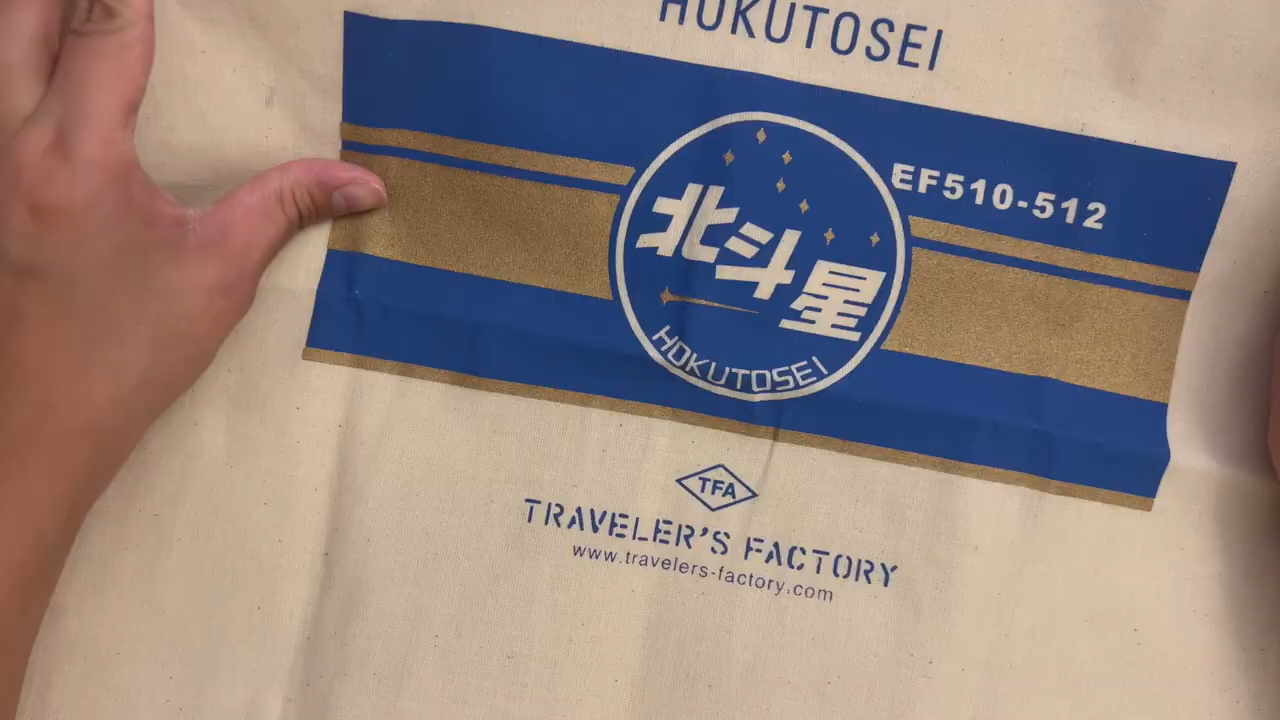 HOKUTOSEI
EF510-512
北斗星
HOKUTOSEI
TFA
TRAVELER'S FACTORY
www.travelers-factory.com